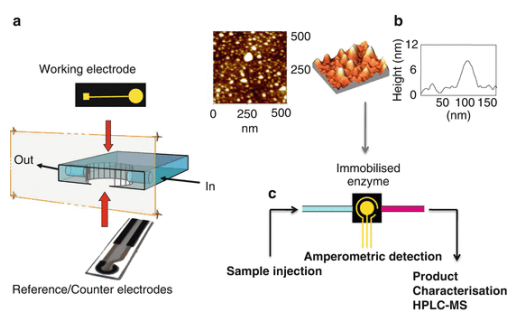 a
Working electrode
Out
In
Reference/Counter electrodes
500
250
0
250
500
nm
b
Height (nm)
12
6
0
50
100
150
(nm)
Immobilised
enzyme
c
Amperometric detection
Sample injection
Product
Characterisation
HPLC-MS